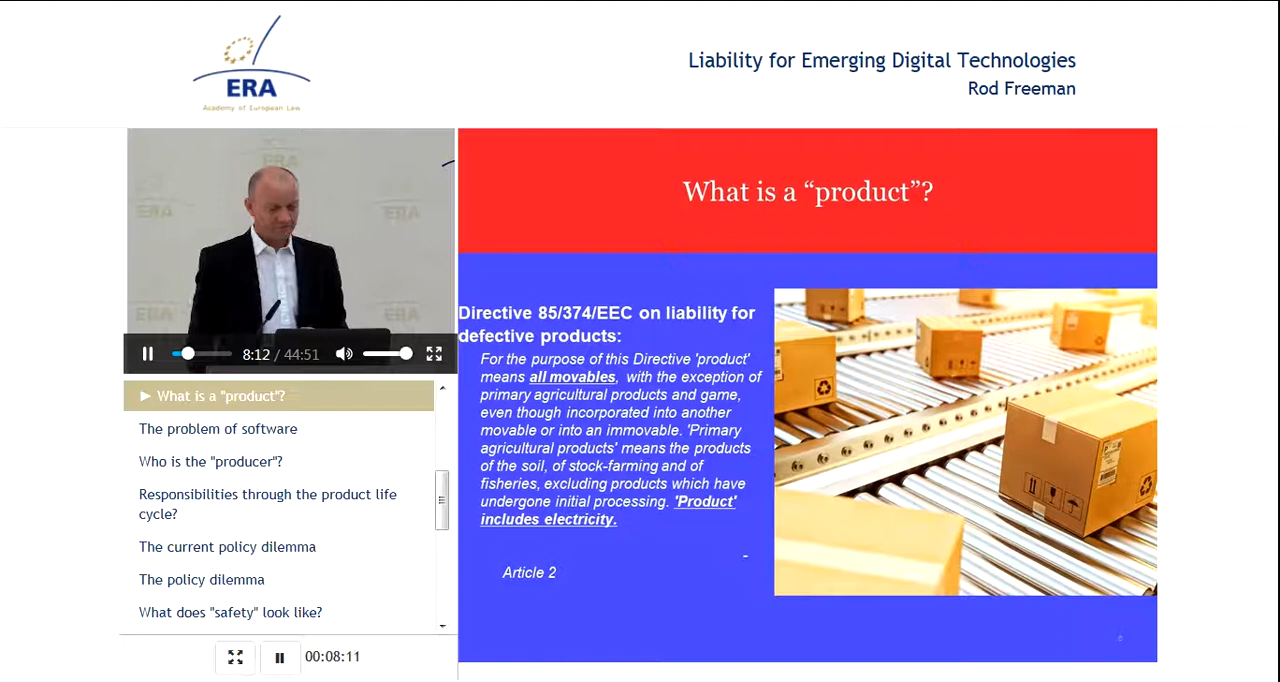 ERA
Academy of European Law
Liability for Emerging Digital Technologies
Rod Freeman
ERA
ERA
ERA
ERA
ERA
8:12 / 44:51
► What is a "product"?
The problem of software
Who is the "producer"?
Responsibilities through the product life
cycle?
The current policy dilemma
The policy dilemma
What does "safety" look like?
00:08:11
What is a “product”?
Directive 85/374/EEC on liability for
defective products:
For the purpose of this Directive 'product'
means all movables, with the exception of
primary agricultural products and game,
even though incorporated into another
movable or into an immovable. 'Primary
agricultural products' means the products
of the soil, of stock-farming and of
fisheries, excluding products which have
undergone initial processing. 'Product'
includes electricity.
-
Article 2